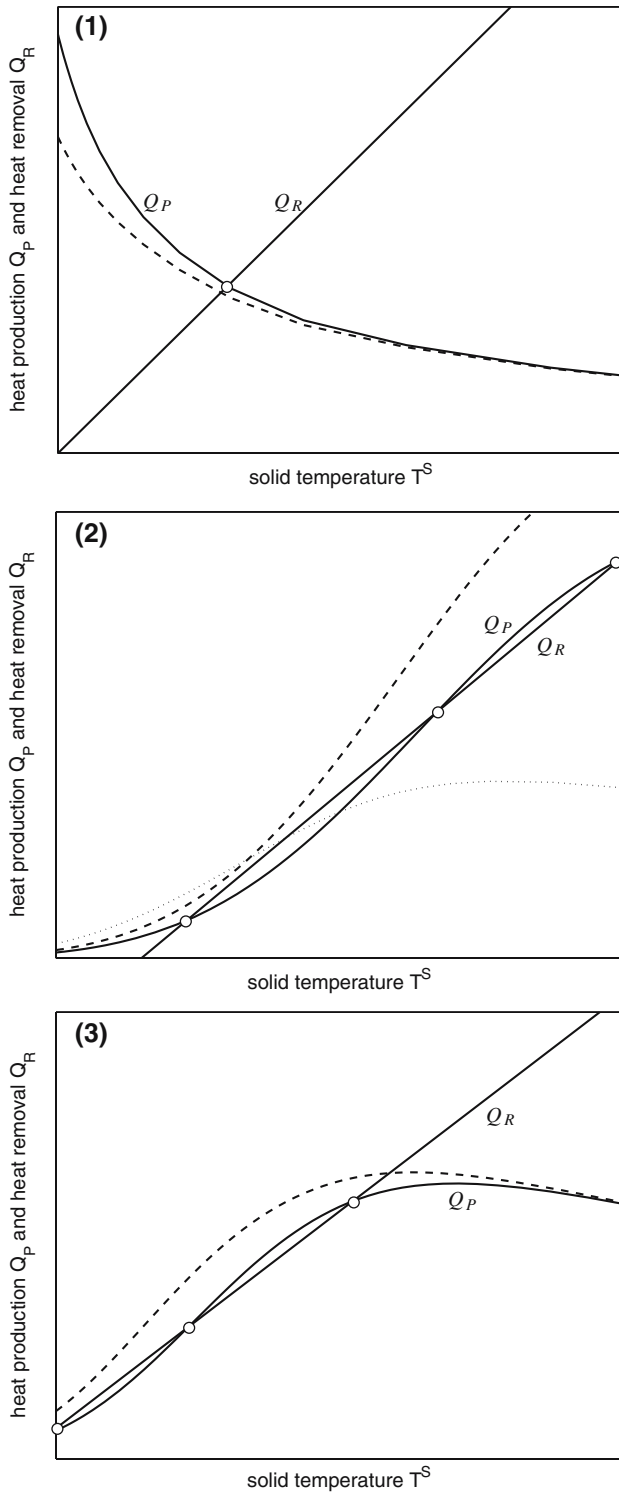 (1)
heat production Q_P and heat removal Q_R
Q_P
Q_R
solid temperature T^S
(2)
heat production Q_P and heat removal Q_R
Q_P
Q_R
solid temperature T^S
(3)
heat production Q_P and heat removal Q_R
Q_R
Q_P
solid temperature T^S